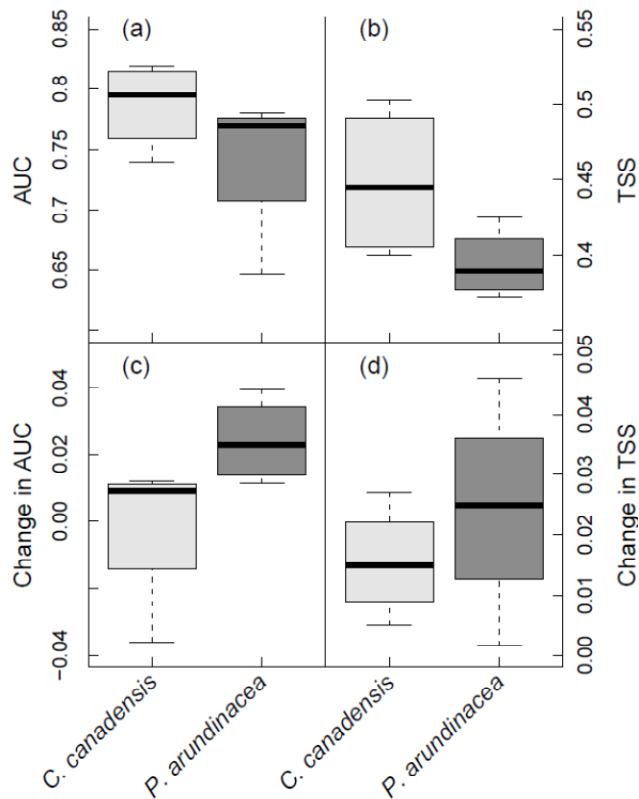 (a)
(b)
0.85
0.8
0.75
0.7
0.65
AUC
0.55
0.5
0.45
0.4
TSS
(c)
(d)
0.04
0.02
0.00
−0.04
Change in AUC
0.05
0.04
0.03
0.02
0.01
0.00
Change in TSS
C. canadensis
P. arundinacea
C. canadensis
P. arundinacea